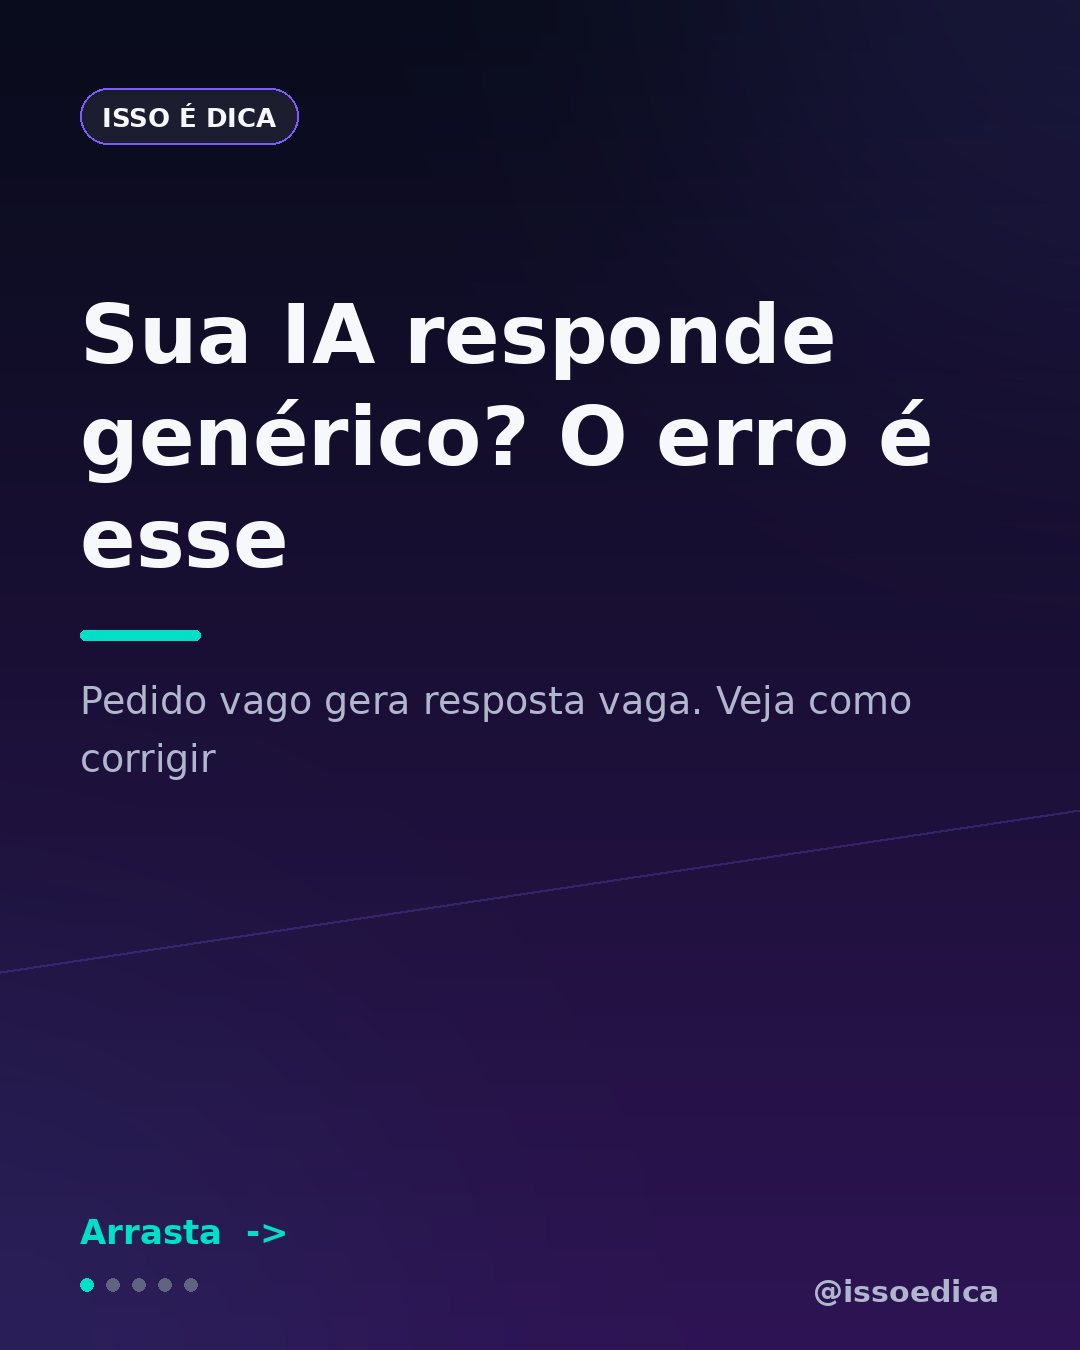 ISSO É DICA
Sua IA responde
genérico? O erro é
esse
Pedido vago gera resposta vaga. Veja como
corrigir
Arrasta ->
@issoedica